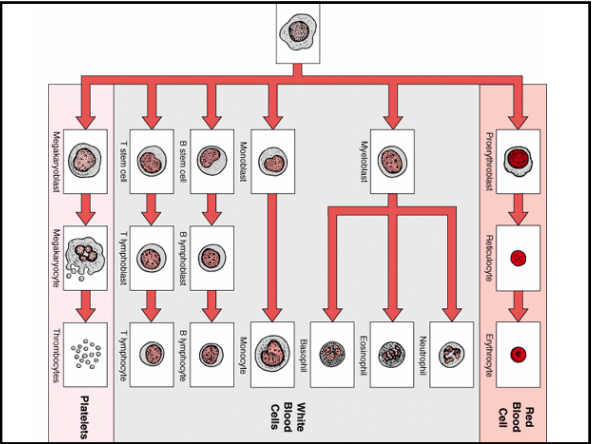 Megakaryoblast
T stem cell
B stem cell
Monoblast
Myeloblast
Proerythroblast
Megakaryocyte
T lymphoblast
B lymphoblast
Reticulocyte
Thrombocytes
T lymphocyte
B lymphocyte
Monocyte
Basophil
Eosinophil
Neutrophil
Erythrocyte
Platelets
White
Blood
Cells
Red
Blood
Cell